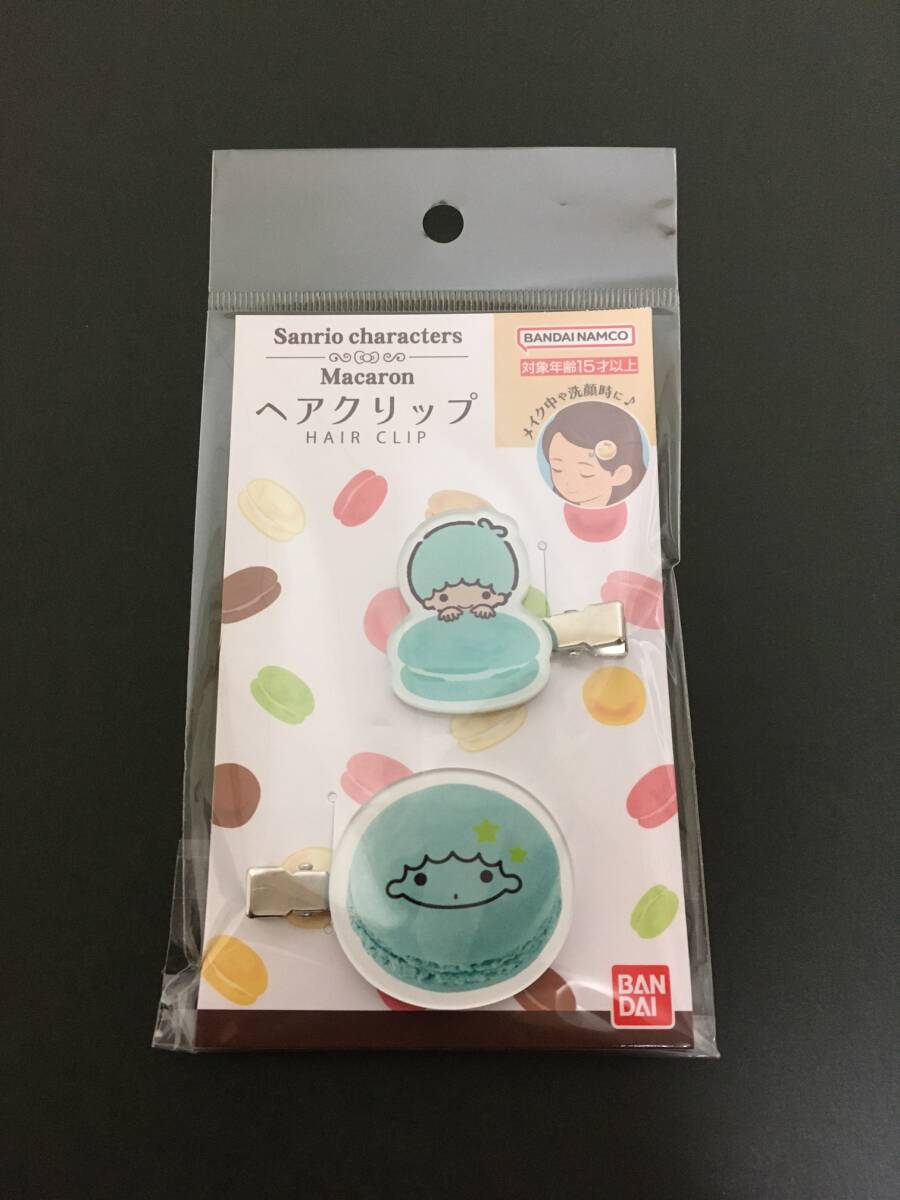 Sanrio characters
Macaron
ヘアクリップ
HAIR CLIP
BANDAI NAMCO
対象年齢15才以上
メイク中や洗顔時に♪
BAN
DAI